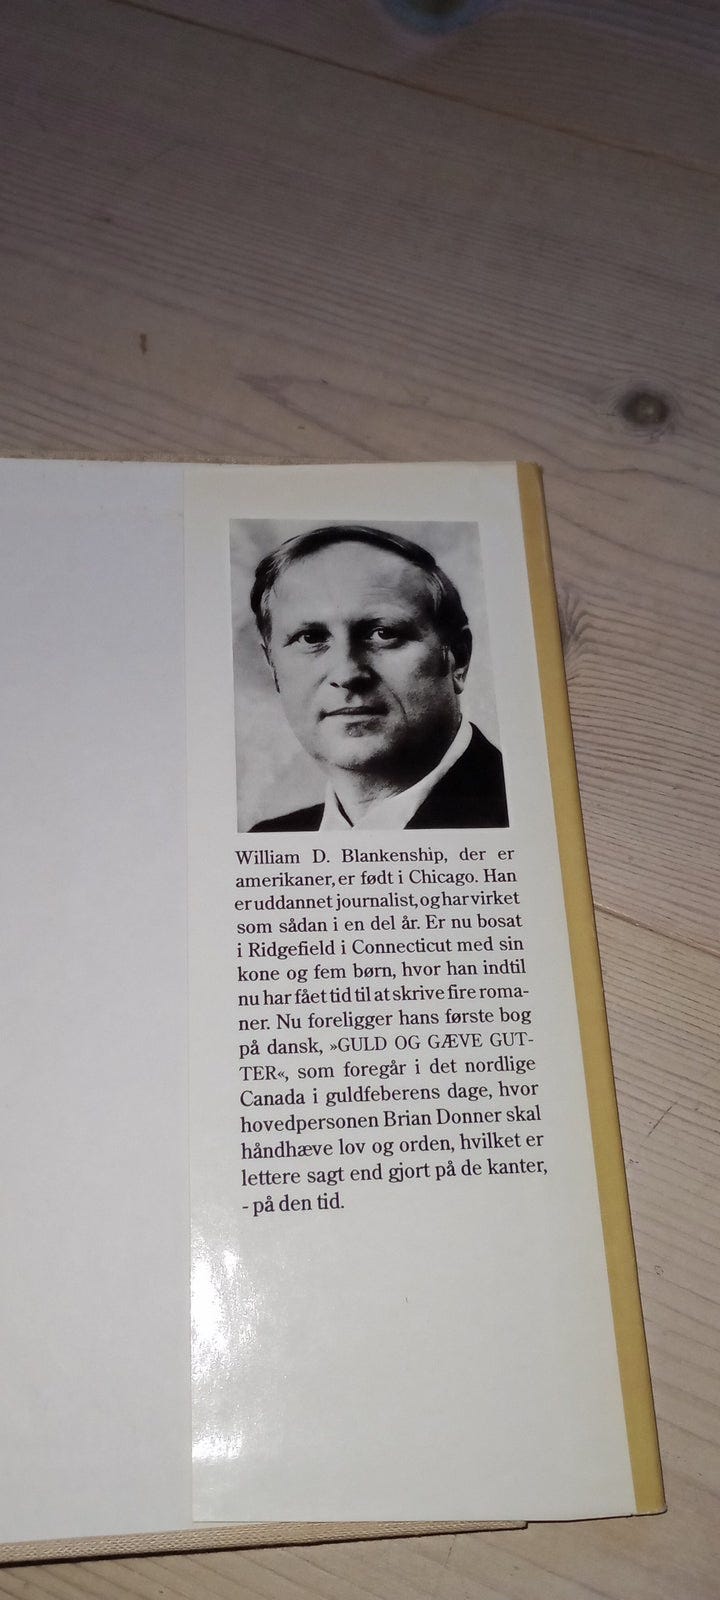 William D. Blankenship, der er
amerikaner, er født i Chicago. Han
er uddannet journalist, og har virket
som sådan i en del år. Er nu bosat
i Ridgefield i Connecticut med sin
kone og fem børn, hvor han indtil
nu har fået tid til at skrive fire roma-
ner. Nu foreligger hans første bog
på dansk, »GULD OG GÆVE GUT-
TER«, som foregår i det nordlige
Canada i guldfeberens dage, hvor
hovedpersonen Brian Donner skal
håndhæve lov og orden, hvilket er
lettere sagt end gjort på de kanter,
- på den tid.